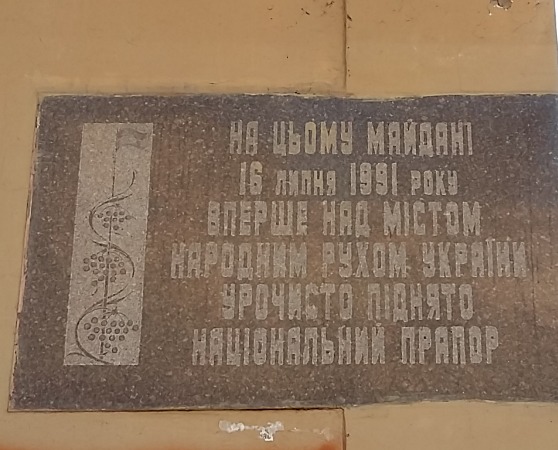 НА ЦЬОМУ МАЙДАНІ
16 ЛИПНЯ 1991 РОКУ
ВПЕРШЕ НАД МІСТОМ
НАРОДНИМ РУХОМ УКРАЇНИ
УРОЧИСТО ПІДНЯТО
НАЦІОНАЛЬНИЙ ПРАПОР